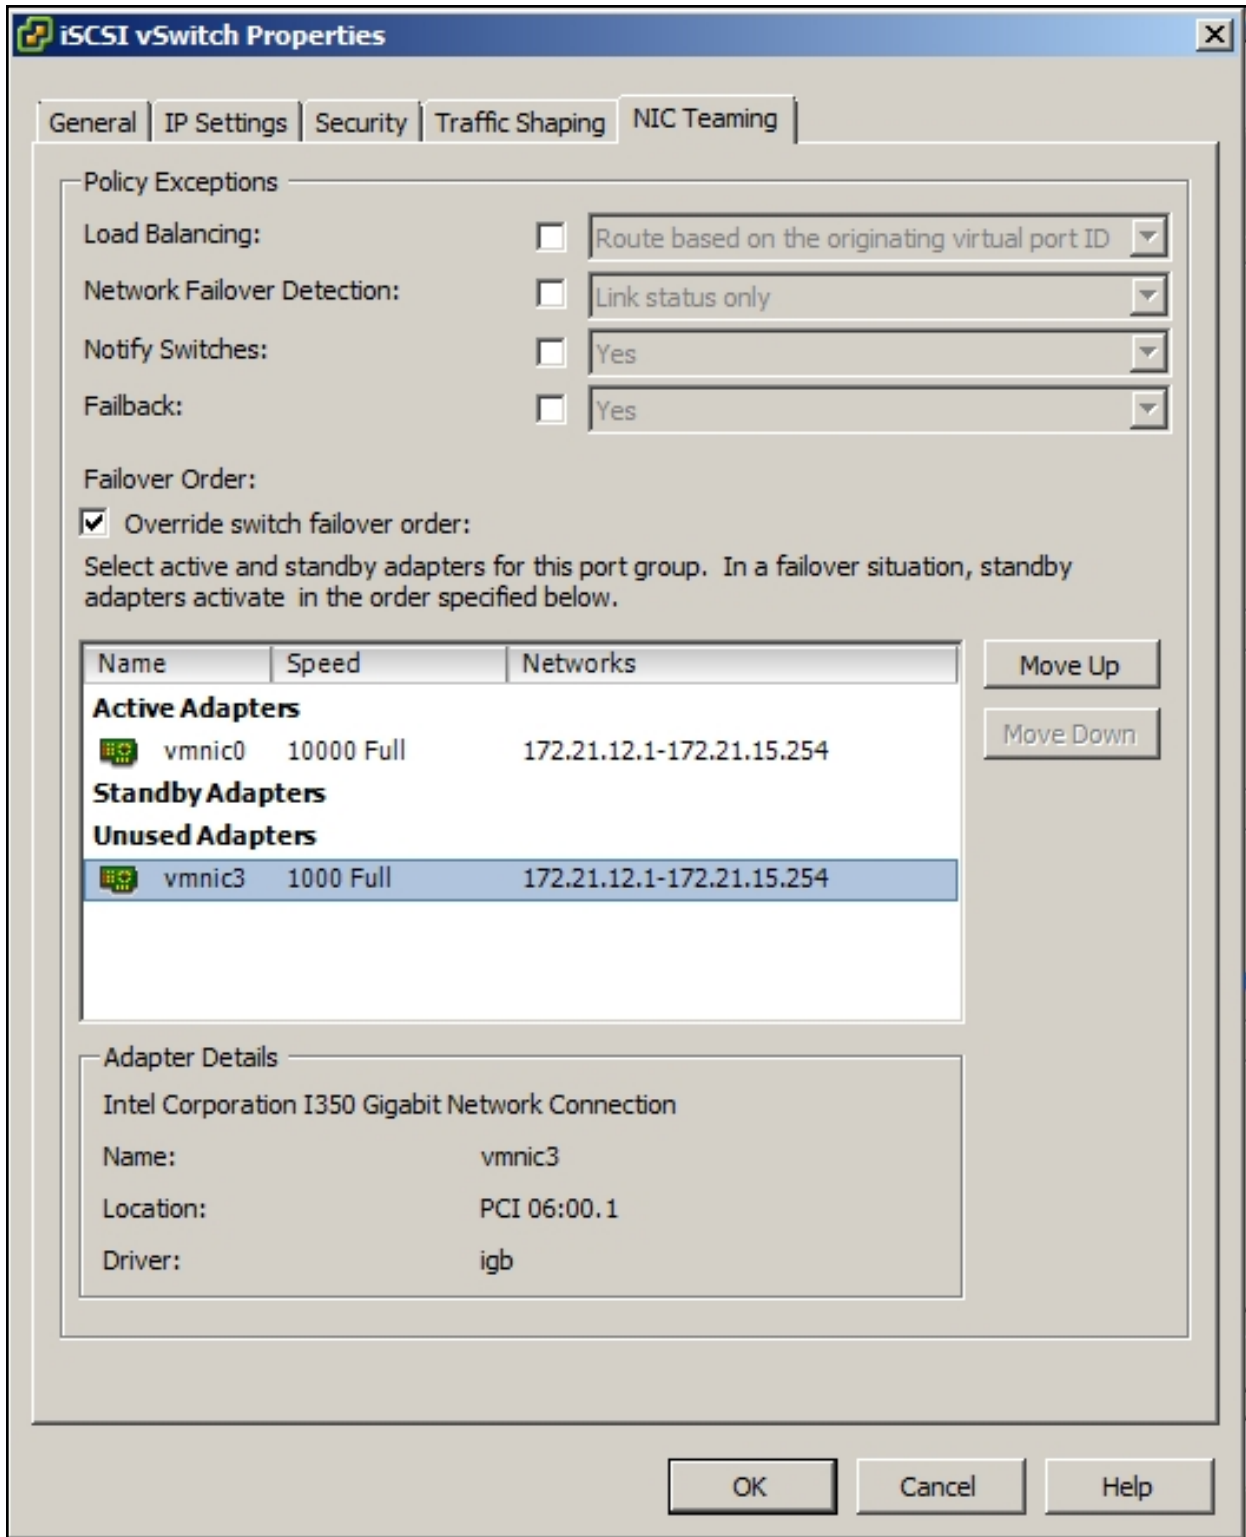 iSCSI vSwitch Properties
General IP Settings Security Traffic Shaping NIC Teaming
Policy Exceptions
Load Balancing: Route based on the originating virtual port ID
Network Failover Detection: Link status only
Notify Switches: Yes
Failback: Yes
Failover Order:
Override switch failover order:
Select active and standby adapters for this port group. In a failover situation, standby
adapters activate in the order specified below.
Name Speed Networks Move Up
Active Adapters
vmnic0 10000 Full 172.21.12.1-172.21.15.254 Move Down
Standby Adapters
Unused Adapters
vmnic3 1000 Full 172.21.12.1-172.21.15.254
Adapter Details
Intel Corporation I350 Gigabit Network Connection
Name: vmnic3
Location: PCI 06:00.1
Driver: igb
OK Cancel Help